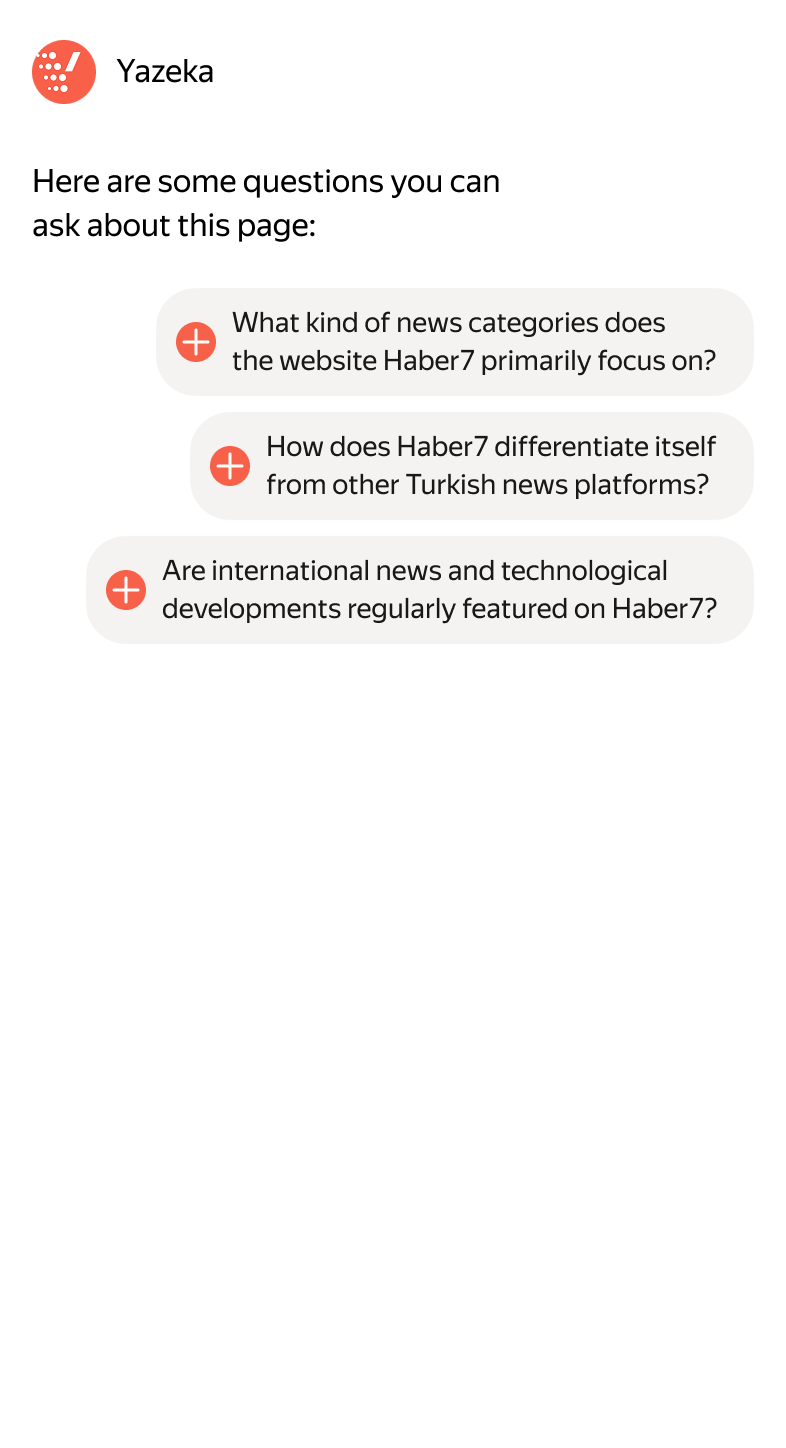 Yazeka
Here are some questions you can
ask about this page:
What kind of news categories does
the website Haber7 primarily focus on?
How does Haber7 differentiate itself
from other Turkish news platforms?
Are international news and technological
developments regularly featured on Haber7?